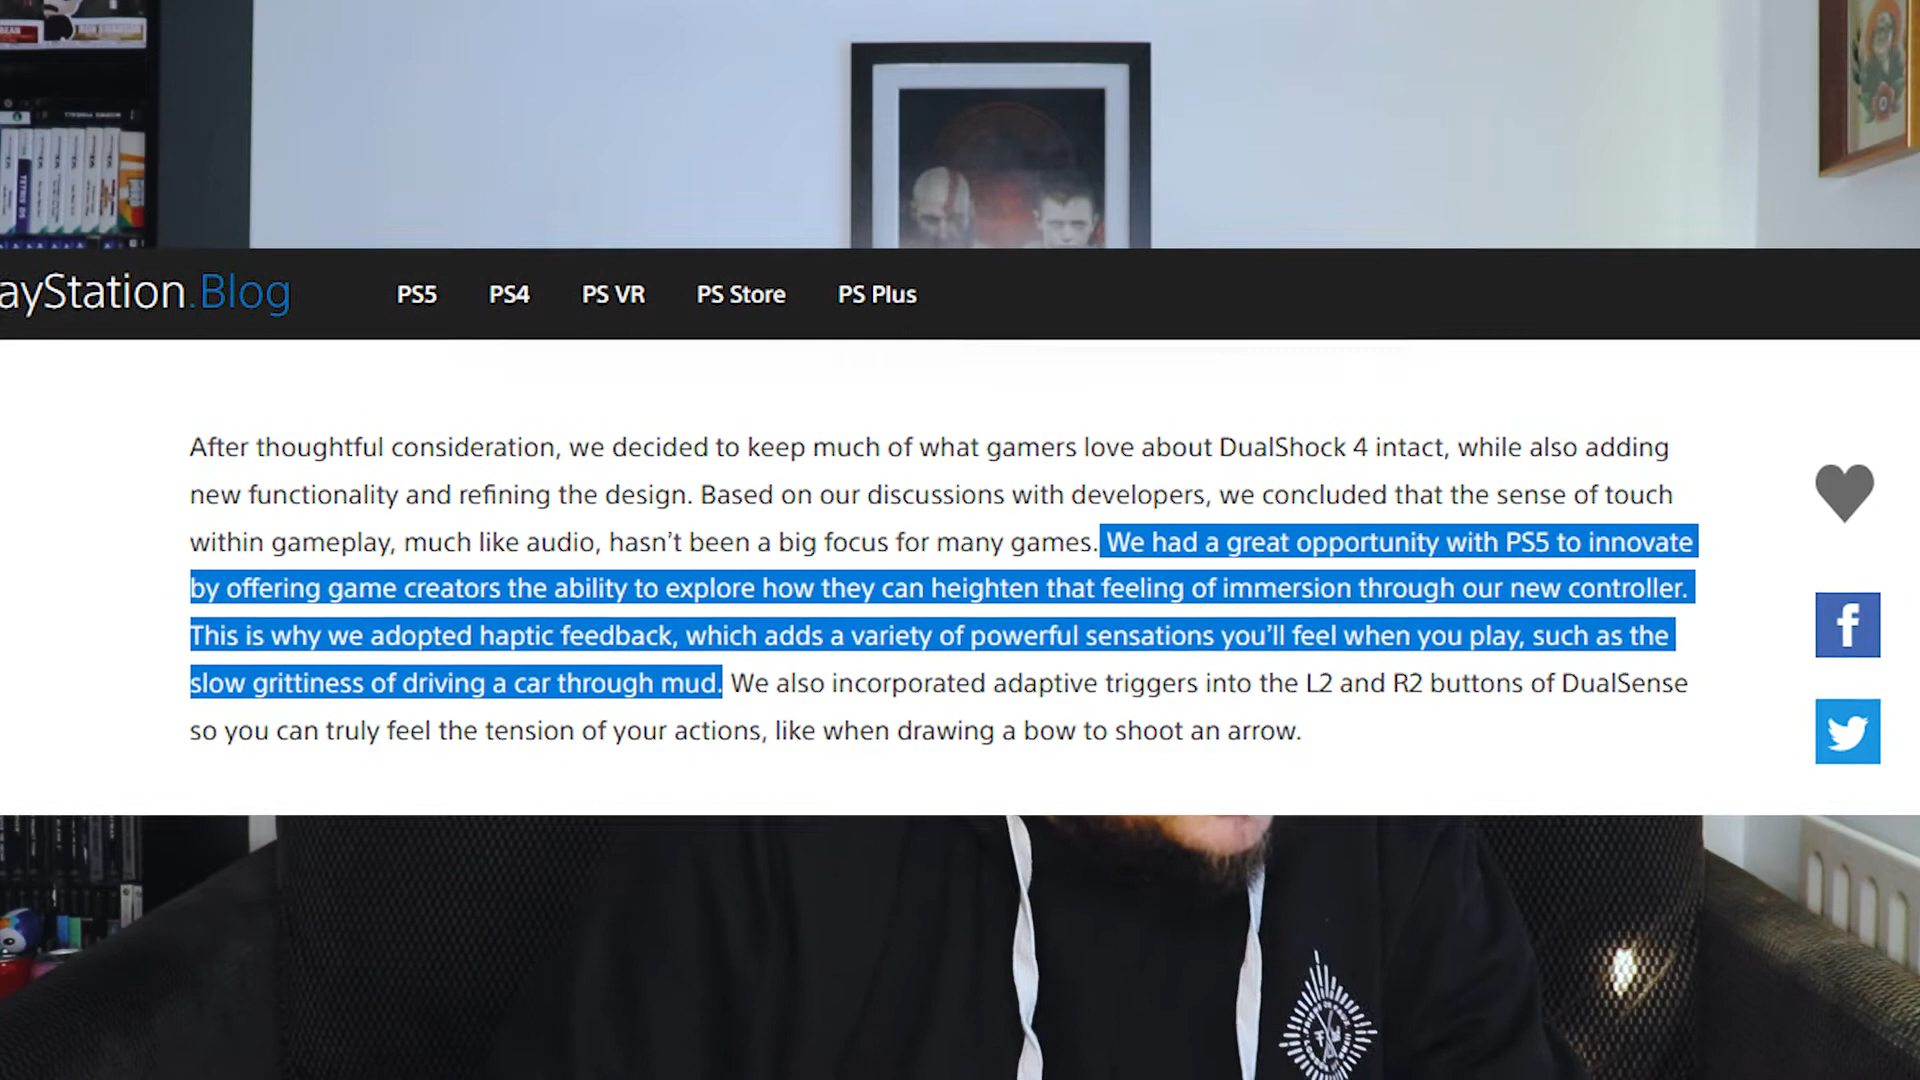 TETRIS DS
ayStation.Blog
PS5 PS4 PS VR PS Store PS Plus
After thoughtful consideration, we decided to keep much of what gamers love about DualShock 4 intact, while also adding
new functionality and refining the design. Based on our discussions with developers, we concluded that the sense of touch
within gameplay, much like audio, hasn't been a big focus for many games. We had a great opportunity with PS5 to innovate
by offering game creators the ability to explore how they can heighten that feeling of immersion through our new controller.
This is why we adopted haptic feedback, which adds a variety of powerful sensations you'll feel when you play, such as the
slow grittiness of driving a car through mud. We also incorporated adaptive triggers into the L2 and R2 buttons of DualSense
so you can truly feel the tension of your actions, like when drawing a bow to shoot an arrow.